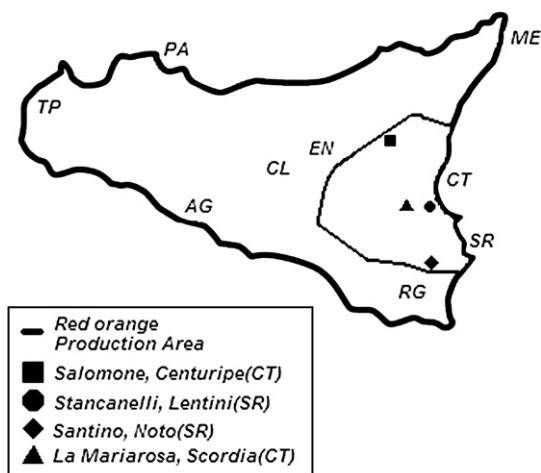 ME
PA
TP
EN
CL
CT
AG
SR
RG
Red orange
Production Area
Salomone, Centuripe(CT)
Stancanelli, Lentini(SR)
Santino, Noto(SR)
La Mariarosa, Scordia(CT)